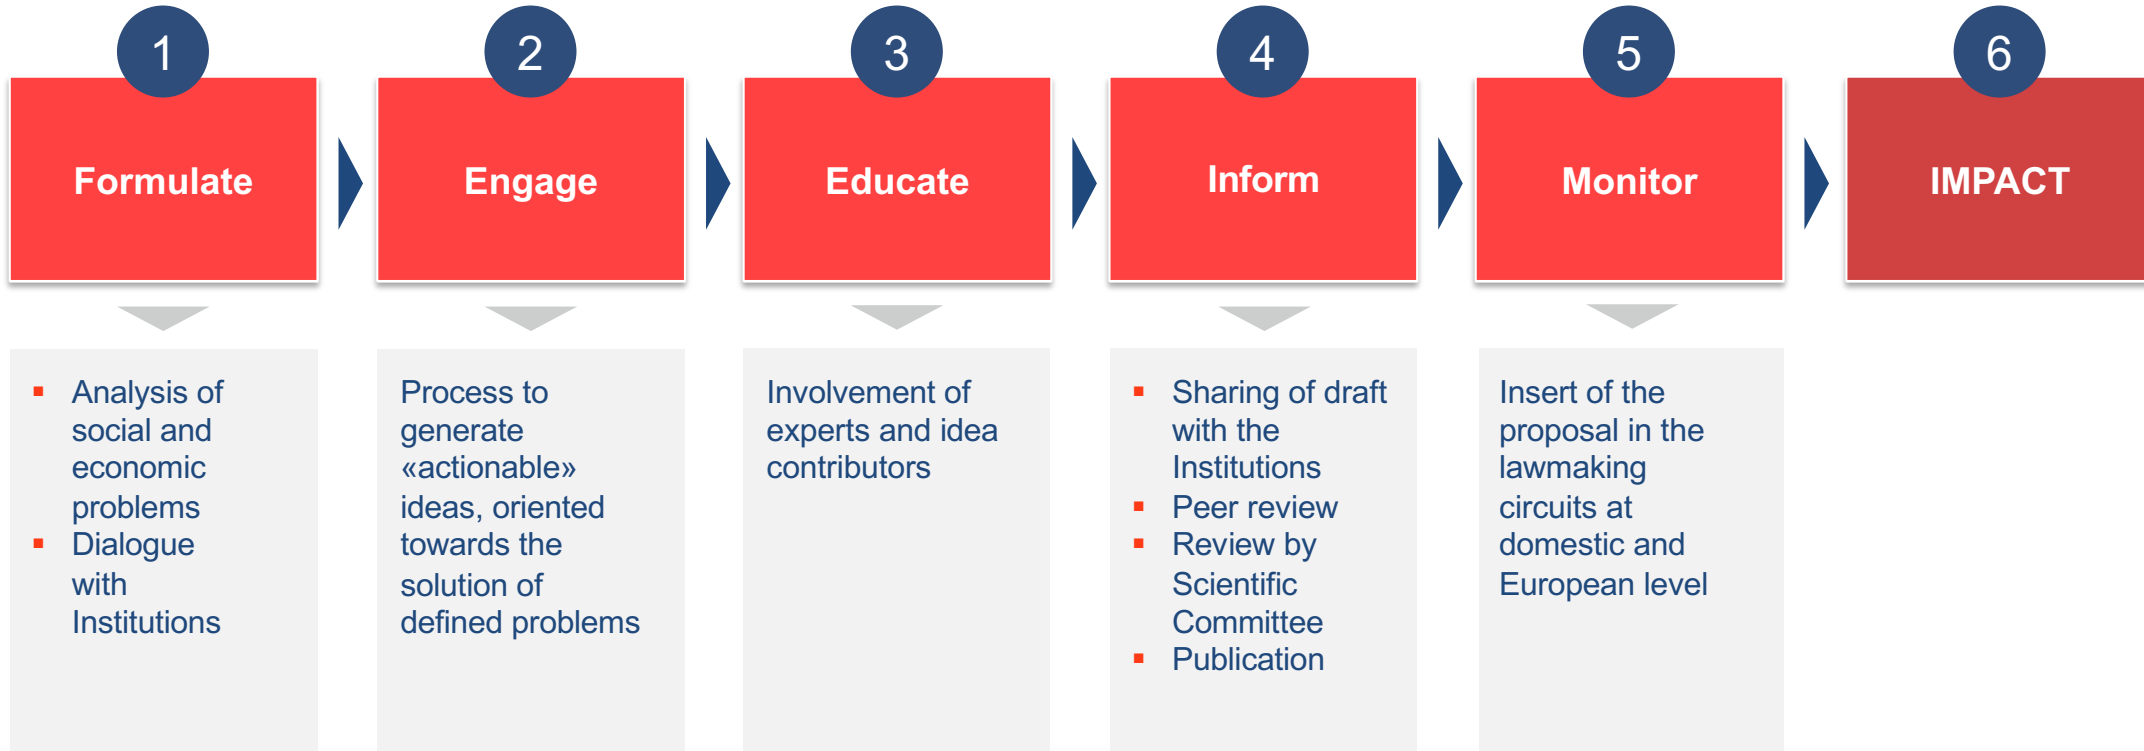 1
Formulate
▪ Analysis of
social and
economic
problems
▪ Dialogue
with
Institutions
2
Engage
Process to
generate
«actionable»
ideas, oriented
towards the
solution of
defined problems
3
Educate
Involvement of
experts and idea
contributors
4
Inform
▪ Sharing of draft
with the
Institutions
▪ Peer review
▪ Review by
Scientific
Committee
▪ Publication
5
Monitor
Insert of the
proposal in the
lawmaking
circuits at
domestic and
European level
6
IMPACT